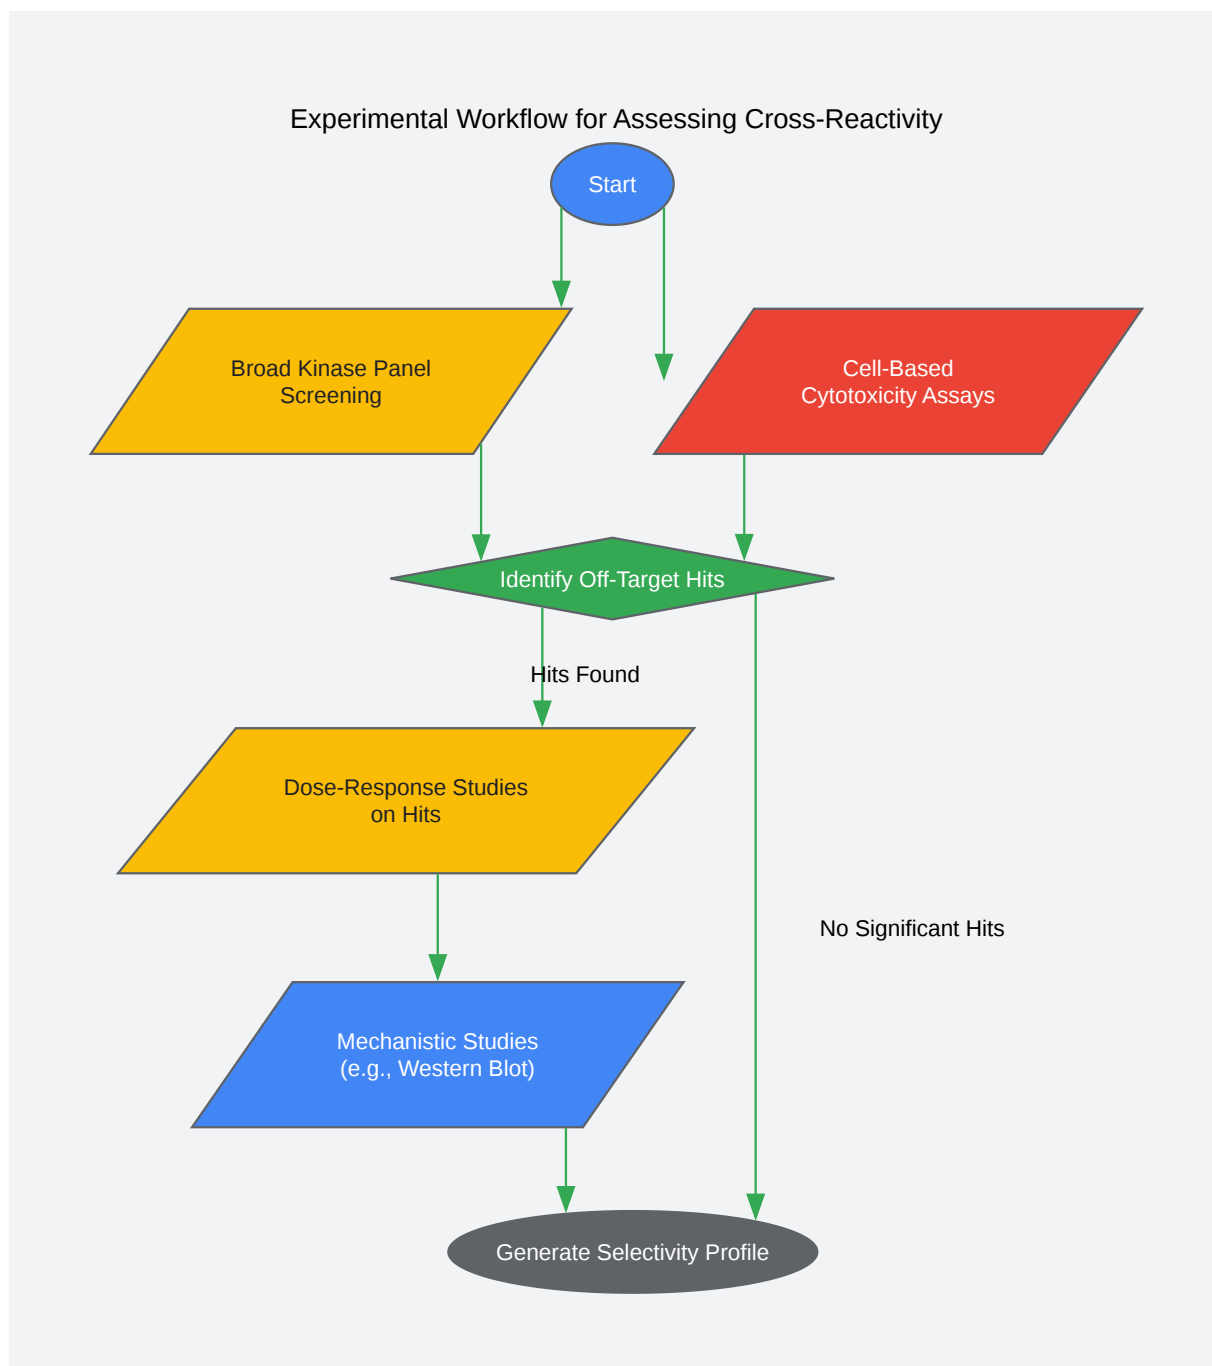 Experimental Workflow for Assessing Cross-Reactivity
Start
Broad Kinase Panel
Screening
Cell-Based
Cytotoxicity Assays
Identify Off-Target Hits
Hits Found
Dose-Response Studies
on Hits
No Significant Hits
Mechanistic Studies
(e.g., Western Blot)
Generate Selectivity Profile